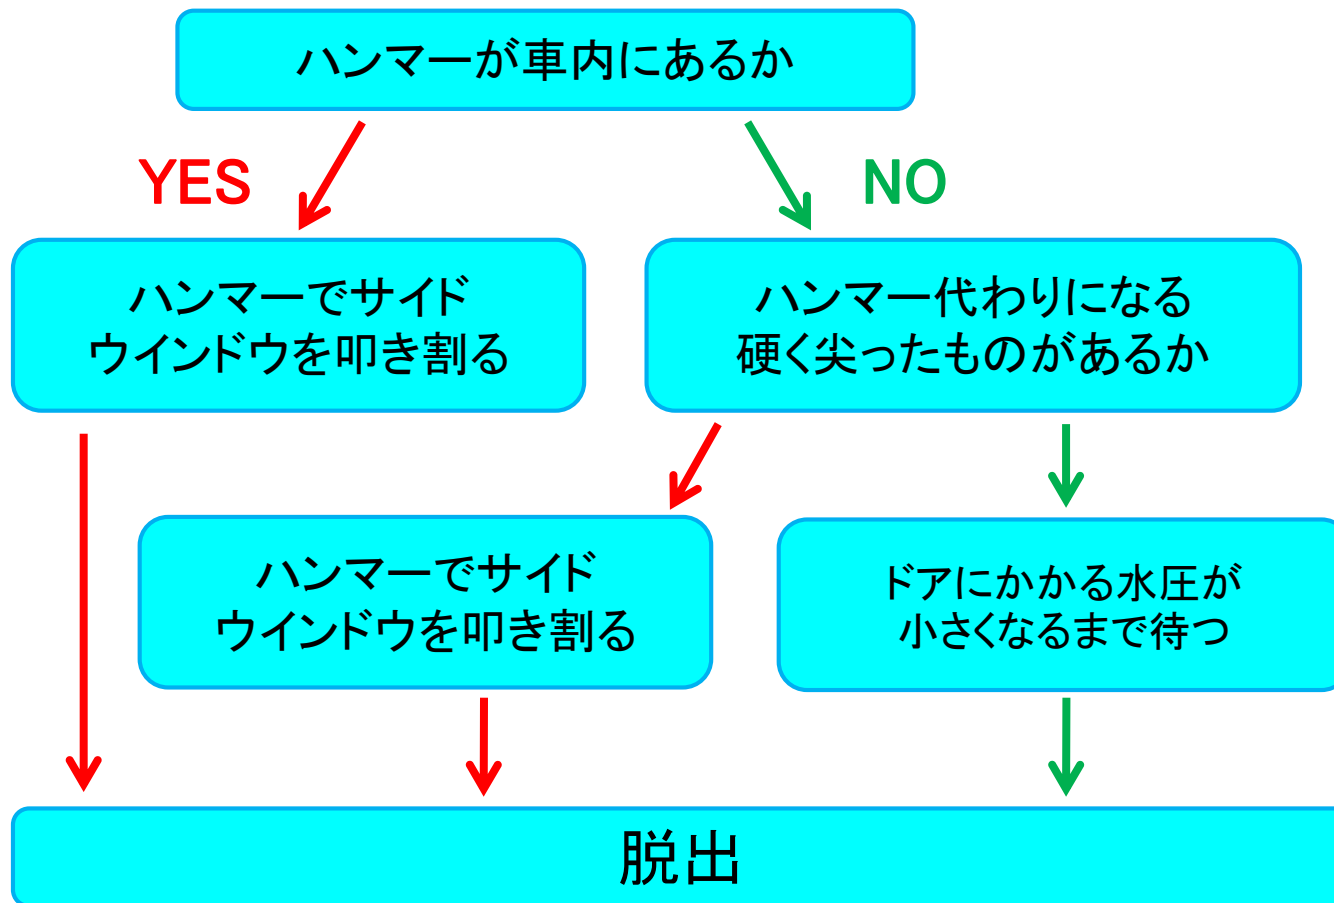 ハンマーが車内にあるか
YES
NO
ハンマーでサイド
ウインドウを叩き割る
ハンマー代わりになる
硬く尖ったものがあるか
ハンマーでサイド
ウインドウを叩き割る
ドアにかかる水圧が
小さくなるまで待つ
脱出